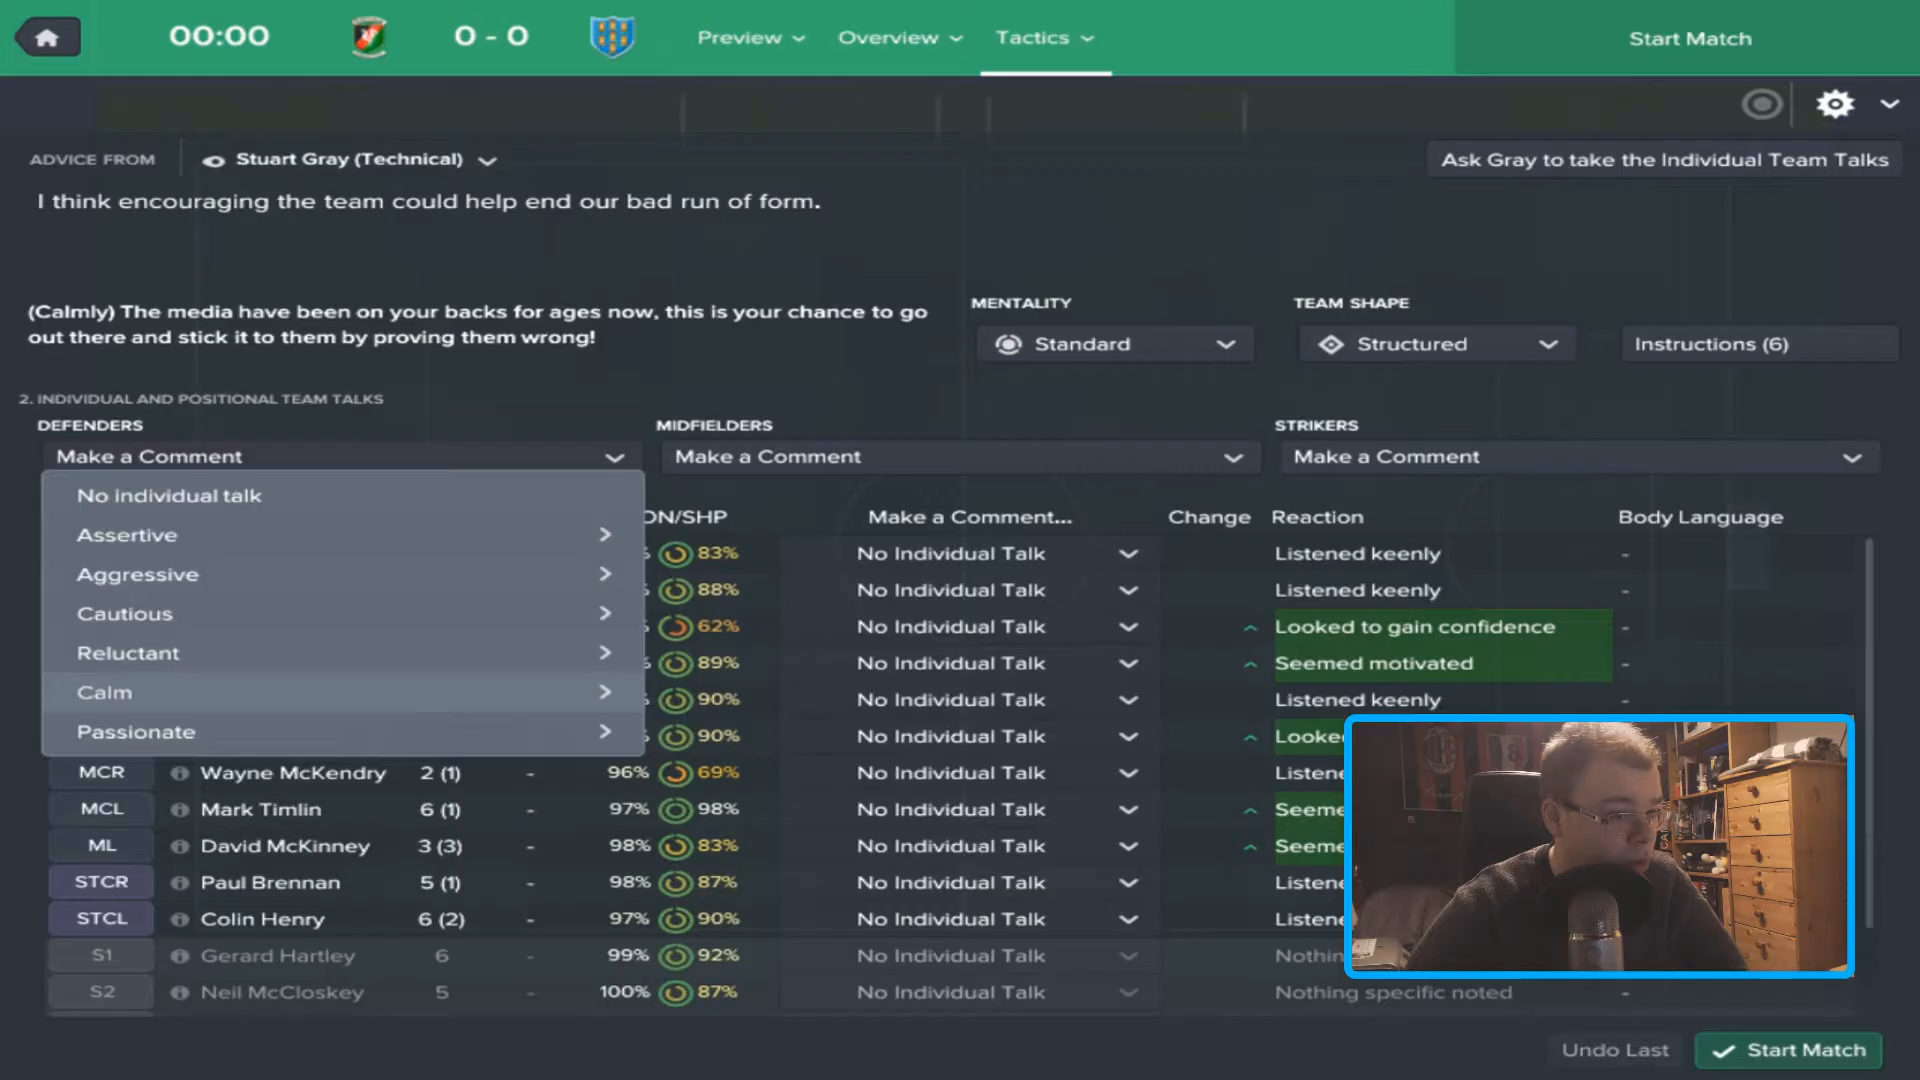 00:00
0 - 0
Preview
Overview
Tactics
Start Match
ADVICE FROM
Stuart Gray (Technical)
Ask Gray to take the Individual Team Talks
I think encouraging the team could help end our bad run of form.
(Calmly) The media have been on your backs for ages now, this is your chance to go
out there and stick it to them by proving them wrong!
MENTALITY
TEAM SHAPE
Standard
Structured
Instructions (6)
2. INDIVIDUAL AND POSITIONAL TEAM TALKS
DEFENDERS
MIDFIELDERS
STRIKERS
Make a Comment
Make a Comment
Make a Comment
No individual talk
Assertive
Aggressive
Cautious
Reluctant
Calm
Passionate
ON/SHP Make a Comment... Change Reaction Body Language
83% No Individual Talk Listened keenly -
88% No Individual Talk Listened keenly -
62% No Individual Talk Looked to gain confidence -
89% No Individual Talk Seemed motivated -
90% No Individual Talk Listened keenly
90% No Individual Talk
MCR Wayne McKendry 2 (1) - 96% 69% No Individual Talk
MCL Mark Timlin 6 (1) - 97% 98% No Individual Talk
ML David McKinney 3 (3) - 98% 83% No Individual Talk
STCR Paul Brennan 5 (1) - 98% 87% No Individual Talk
STCL Colin Henry 6 (2) - 97% 90% No Individual Talk
S1 Gerard Hartley 6 - 99% 92% No Individual Talk
S2 Neil McCloskey 5 - 100% 87% No Individual Talk Nothing specific noted -
Undo Last
Start Match